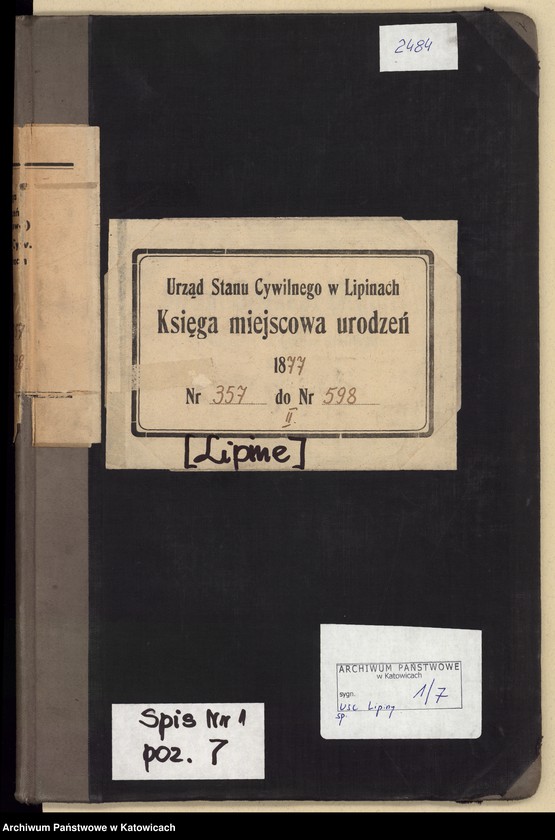 2484
Urząd Stanu Cywilnego w Lipinach
Księga miejscowa urodzeń
1877
Nr 357 do Nr 598
II.
[Lipine]
ARCHIWUM PAŃSTWOWE
w Katowicach
sygn. 1/7
USC Lipiny
sp.
Spis Nr 1
poz. 7
Archiwum Państwowe w Katowicach